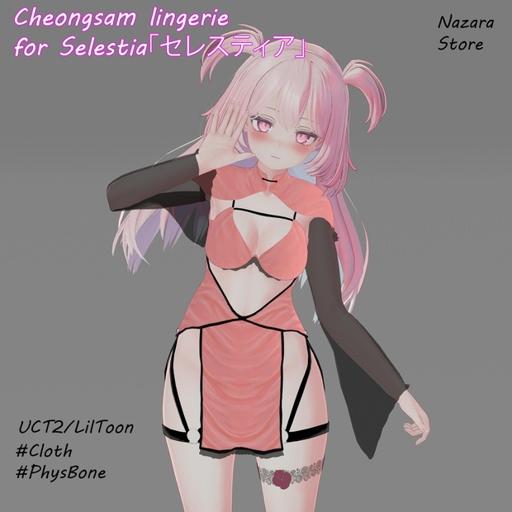 Cheongsam lingerie
for Selestia「セレスティア」
Nazara
Store
UCT2/LilToon
#Cloth
#PhysBone